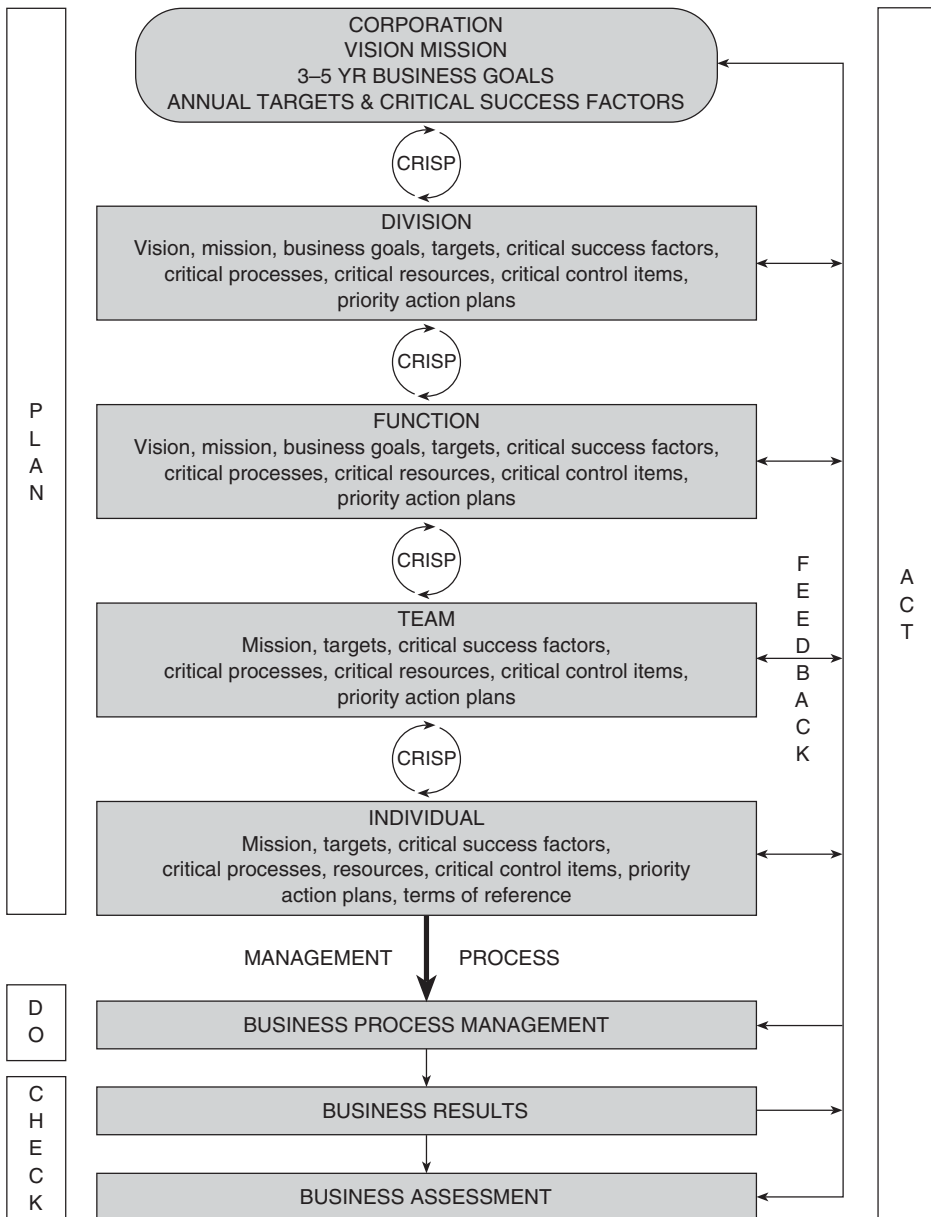 CORPORATION
VISION MISSION
3–5 YR BUSINESS GOALS
ANNUAL TARGETS & CRITICAL SUCCESS FACTORS
CRISP
DIVISION
Vision, mission, business goals, targets, critical success factors,
critical processes, critical resources, critical control items,
priority action plans
CRISP
FUNCTION
Vision, mission, business goals, targets, critical success factors,
critical processes, critical resources, critical control items,
priority action plans
CRISP
TEAM
Mission, targets, critical success factors,
critical processes, critical resources, critical control items,
priority action plans
CRISP
INDIVIDUAL
Mission, targets, critical success factors,
critical processes, resources, critical control items, priority
action plans, terms of reference
MANAGEMENT PROCESS
BUSINESS PROCESS MANAGEMENT
BUSINESS RESULTS
BUSINESS ASSESSMENT
PLAN
DO
CHECK
FEEDBACK
ACT